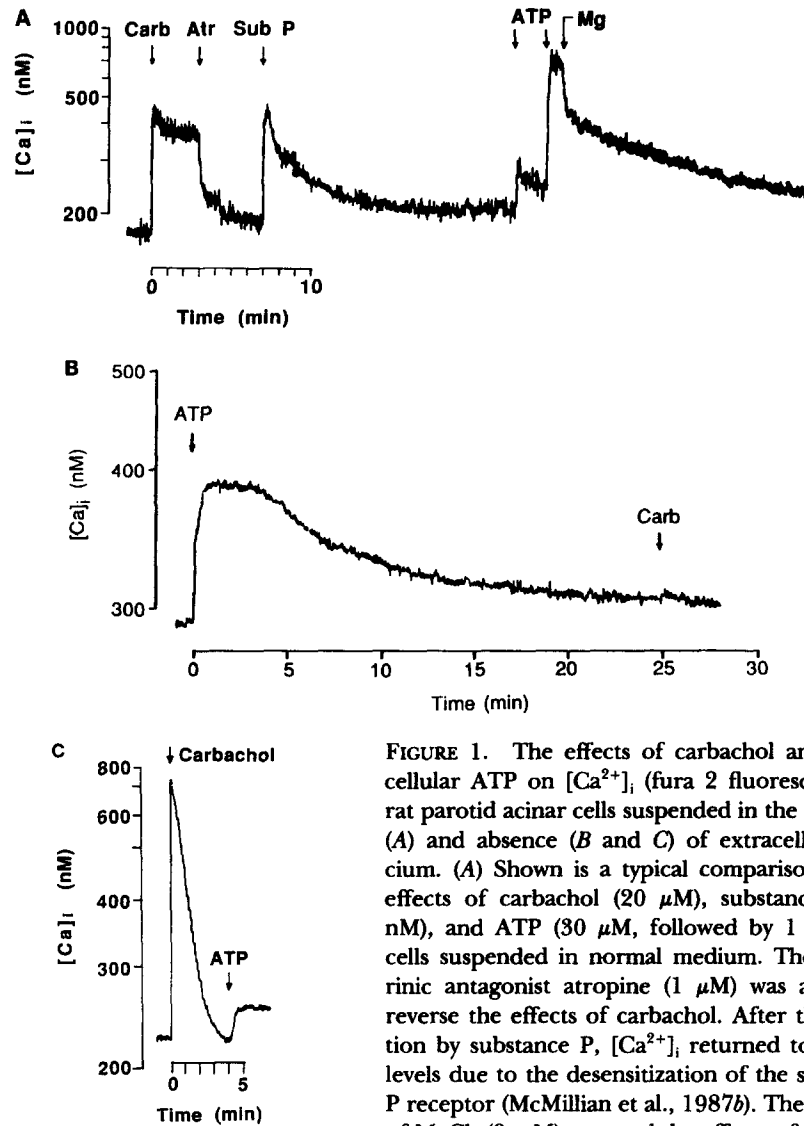 A
Carb Atr Sub P ATP Mg
1000
500
200
[Ca]i (nM)
0 10
Time (min)
B
500
400
300
[Ca]i (nM)
ATP
Carb
0 5 10 15 20 25 30
Time (min)
C
Carbachol
800
600
400
300
200
[Ca]i (nM)
ATP
0 5
Time (min)
FIGURE 1. The effects of carbachol an
cellular ATP on [Ca²⁺]i (fura 2 fluoresc
rat parotid acinar cells suspended in the
(A) and absence (B and C) of extracell
cium. (A) Shown is a typical compariso
effects of carbachol (20 μM), substanc
nM), and ATP (30 μM, followed by 1
cells suspended in normal medium. The
rinic antagonist atropine (1 μM) was a
reverse the effects of carbachol. After t
tion by substance P, [Ca²⁺]i returned to
levels due to the desensitization of the s
P receptor (McMillian et al., 1987b). The